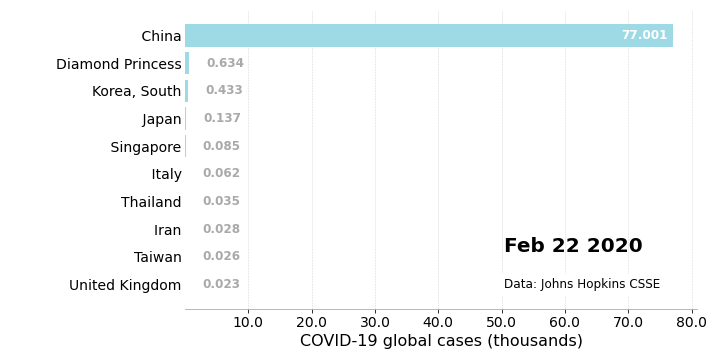 China 77.001
Diamond Princess 0.634
Korea, South 0.433
Japan 0.137
Singapore 0.085
Italy 0.062
Thailand 0.035
Iran 0.028
Taiwan 0.026
United Kingdom 0.023
Feb 22 2020
Data: Johns Hopkins CSSE
10.0 20.0 30.0 40.0 50.0 60.0 70.0 80.0
COVID-19 global cases (thousands)